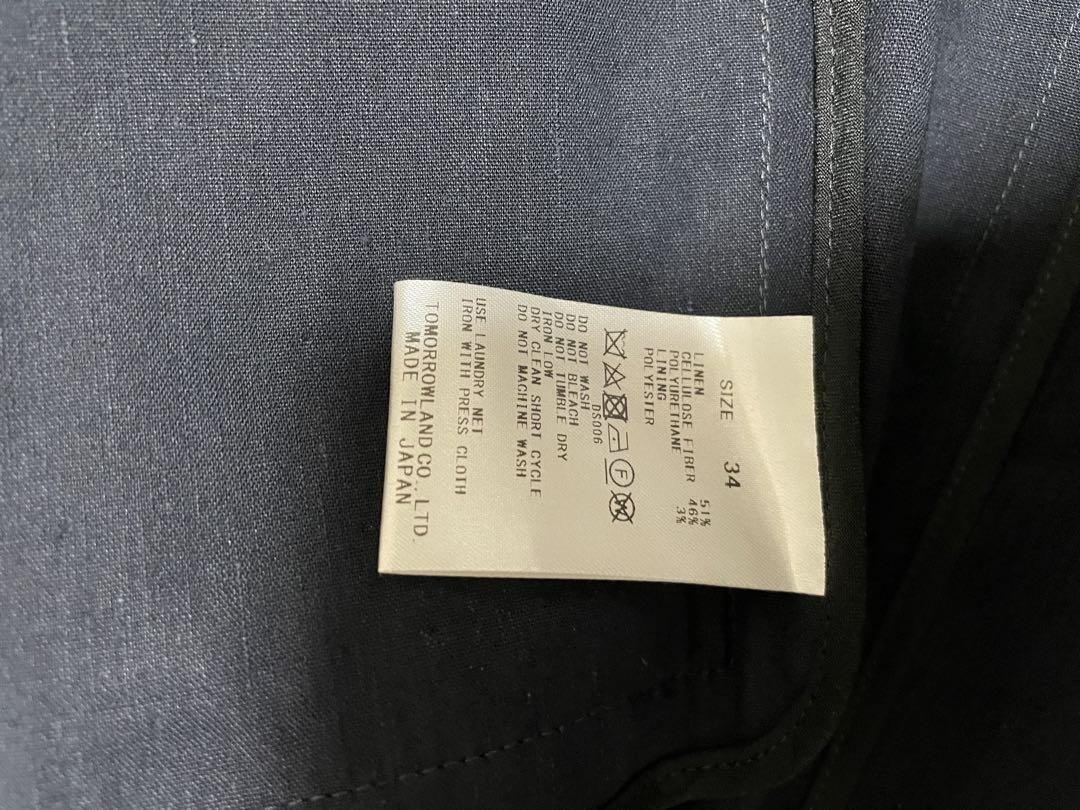 SIZE 34
LINEN 51%
CELLULOSE FIBER 46%
POLYURETHANE 3%
LINING
POLYESTER
F
W
DS006
DO NOT WASH
DO NOT BLEACH
DO NOT TUMBLE DRY
IRON LOW
DRY CLEAN SHORT CYCLE
DO NOT MACHINE WASH
USE LAUNDRY NET
IRON WITH PRESS CLOTH
TOMORROWLAND CO., LTD.
MADE IN JAPAN